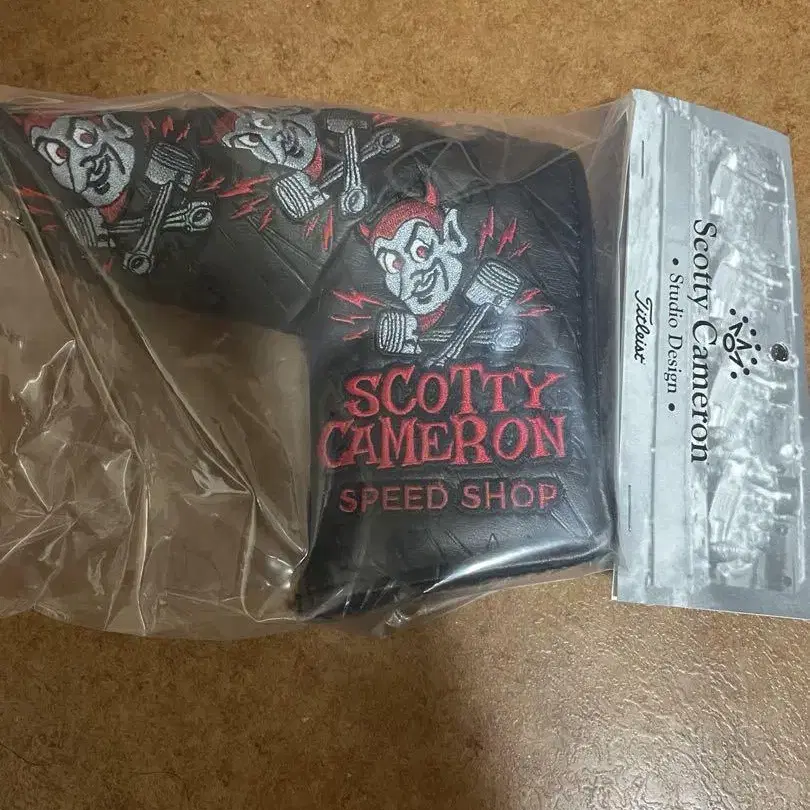 SCOTTY
CAMERON
SPEED SHOP
Scotty Cameron
• Studio Design •
Titleist